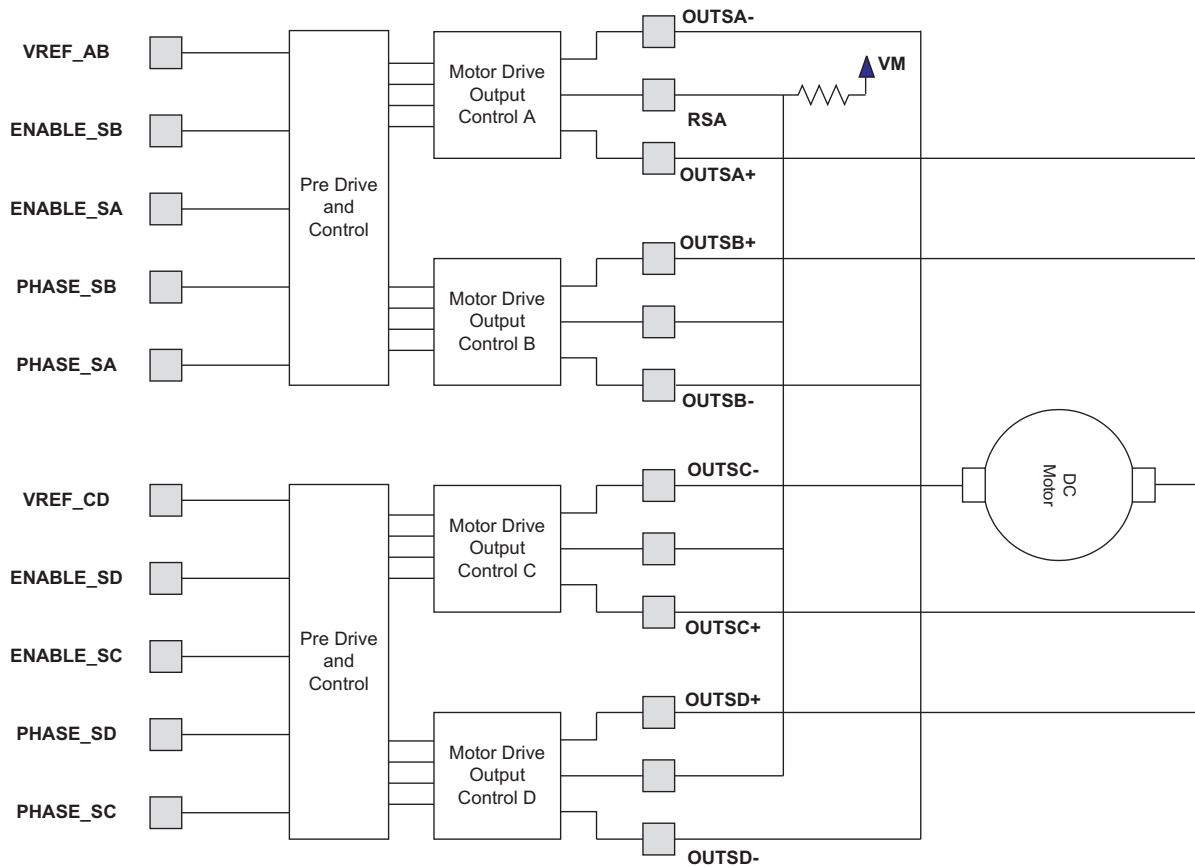 VREF_AB
ENABLE_SB
ENABLE_SA
PHASE_SB
PHASE_SA
Pre Drive
and
Control
Motor Drive
Output
Control A
Motor Drive
Output
Control B
OUTSA-
VM
RSA
OUTSA+
OUTSB+
OUTSB-
VREF_CD
ENABLE_SD
ENABLE_SC
PHASE_SD
PHASE_SC
Pre Drive
and
Control
Motor Drive
Output
Control C
Motor Drive
Output
Control D
OUTSC-
OUTSC+
OUTSD+
OUTSD-
DC
Motor